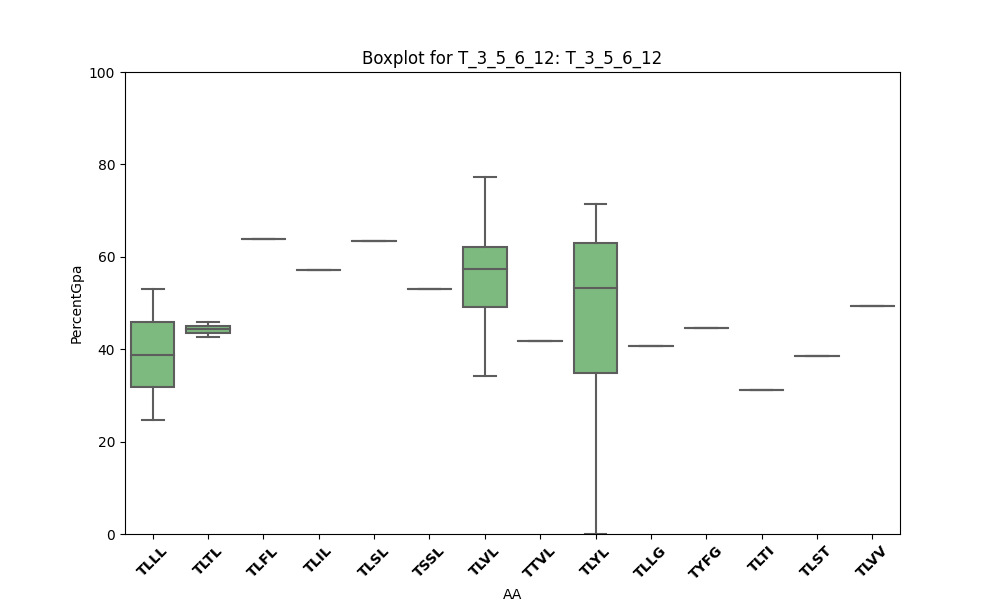 Boxplot for T_3_5_6_12: T_3_5_6_12
PercentGpa
100
80
60
40
20
0
TLLL
TLTL
TLFL
TLIL
TLSL
TSSL
TLVL
TTVL
TLYL
TLLG
TYFG
TLTI
TLST
TLVV
AA